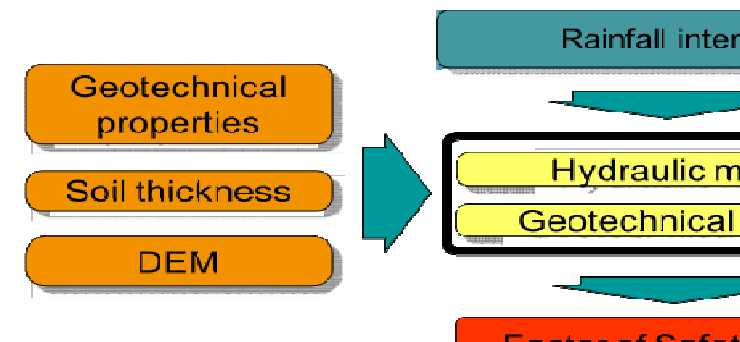 Geotechnical
properties
Soil thickness
DEM
Rainfall inter
Hydraulic m
Geotechnical